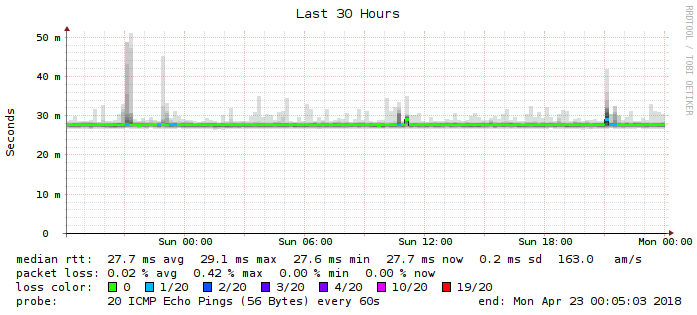 Last 30 Hours
RRDTOOL / TOBI OETIKER
Seconds
50 m
40 m
30 m
20 m
10 m
0
Sun 00:00 Sun 06:00 Sun 12:00 Sun 18:00 Mon 00:00
median rtt: 27.7 ms avg 29.1 ms max 27.6 ms min 27.7 ms now 0.2 ms sd 163.0 am/s
packet loss: 0.02 % avg 0.42 % max 0.00 % min 0.00 % now
loss color: 0 1/20 2/20 3/20 4/20 10/20 19/20
probe: 20 ICMP Echo Pings (56 Bytes) every 60s end: Mon Apr 23 00:05:03 2018